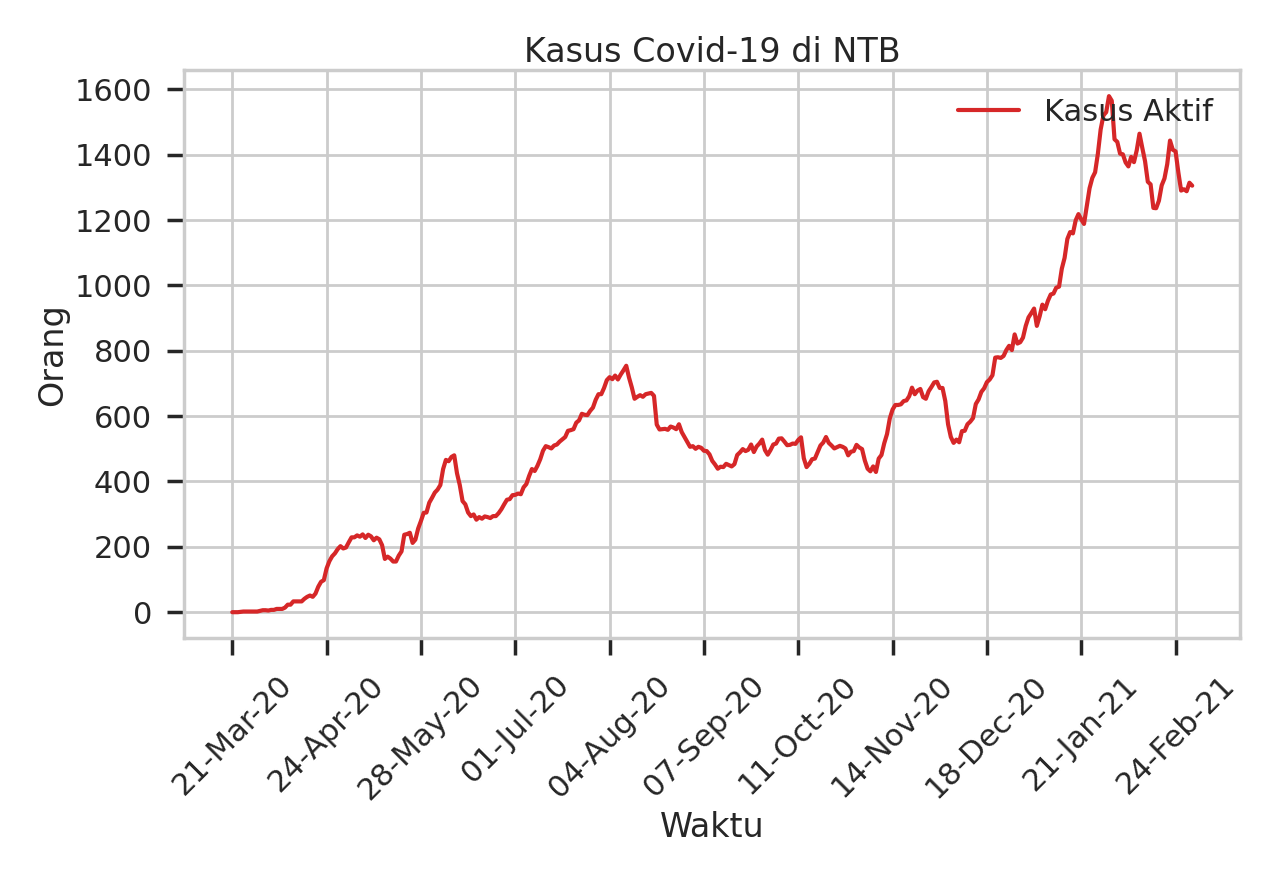 Kasus Covid-19 di NTB
Kasus Aktif
1600
1400
1200
1000
800
600
400
200
0
Orang
21-Mar-20
24-Apr-20
28-May-20
01-Jul-20
04-Aug-20
07-Sep-20
11-Oct-20
14-Nov-20
18-Dec-20
21-Jan-21
24-Feb-21
Waktu